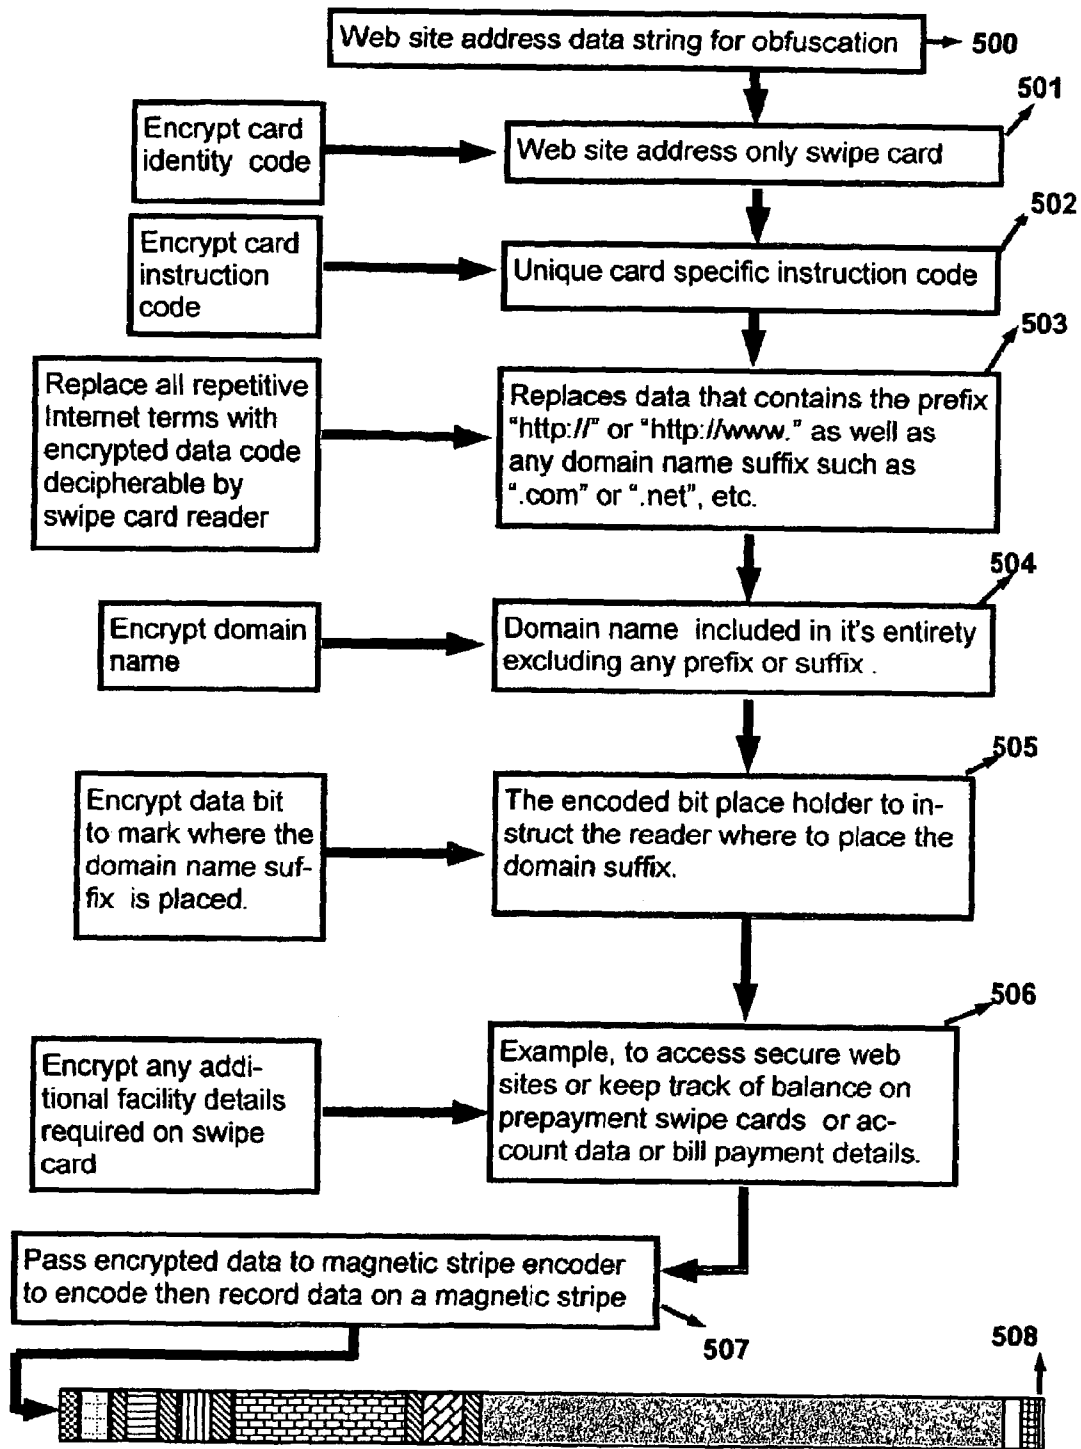 Web site address data string for obfuscation
500
501
Encrypt card
identity code
Web site address only swipe card
502
Encrypt card
instruction
code
Unique card specific instruction code
503
Replace all repetitive
Internet terms with
encrypted data code
decipherable by
swipe card reader
Replaces data that contains the prefix
“http://” or “http://www.” as well as
any domain name suffix such as
“.com” or “.net”, etc.
504
Encrypt domain
name
Domain name included in it's entirety
excluding any prefix or suffix .
505
Encrypt data bit
to mark where the
domain name suf-
fix is placed.
The encoded bit place holder to in-
struct the reader where to place the
domain suffix.
506
Encrypt any addi-
tional facility details
required on swipe
card
Example, to access secure web
sites or keep track of balance on
prepayment swipe cards or ac-
count data or bill payment details.
Pass encrypted data to magnetic stripe encoder
to encode then record data on a magnetic stripe
507
508